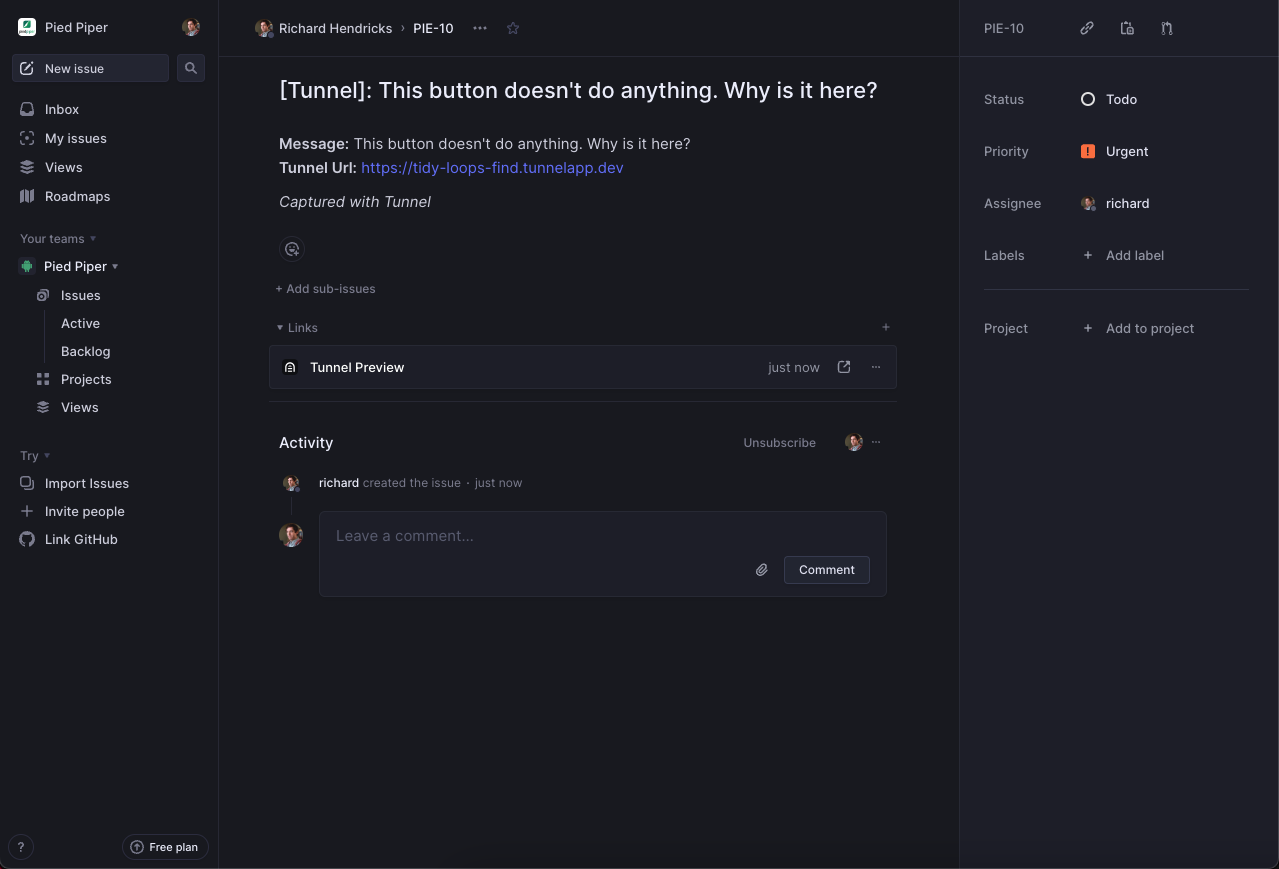 Pied Piper
New issue
Inbox
My issues
Views
Roadmaps
Your teams
Pied Piper
Issues
Active
Backlog
Projects
Views
Try
Import Issues
Invite people
Link GitHub
?
Free plan
Richard Hendricks › PIE-10
[Tunnel]: This button doesn't do anything. Why is it here?
Message: This button doesn't do anything. Why is it here?
Tunnel Url: https://tidy-loops-find.tunnelapp.dev
Captured with Tunnel
+ Add sub-issues
Links
Tunnel Preview just now
Activity Unsubscribe
richard created the issue · just now
Leave a comment...
Comment
PIE-10
Status Todo
Priority ! Urgent
Assignee richard
Labels + Add label
Project + Add to project